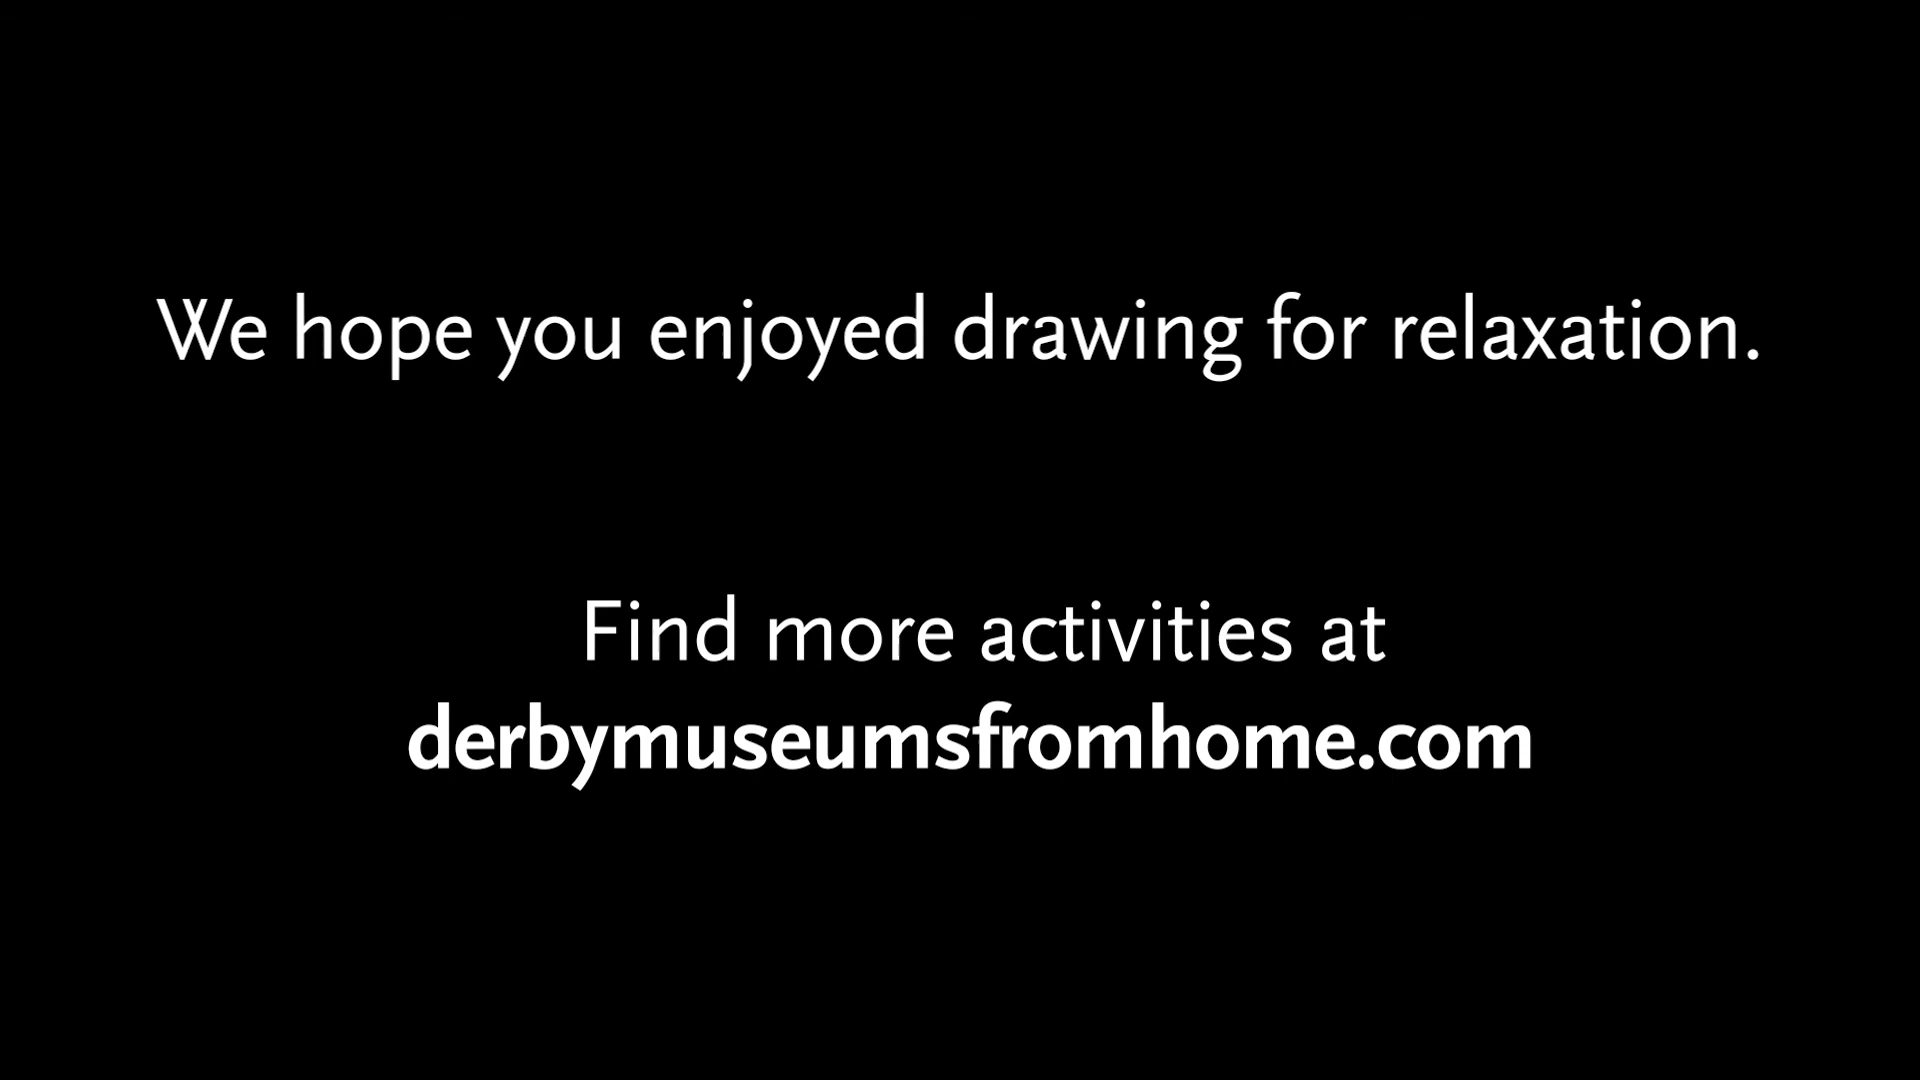 We hope you enjoyed drawing for relaxation.
Find more activities at
derbymuseumsfromhome.com